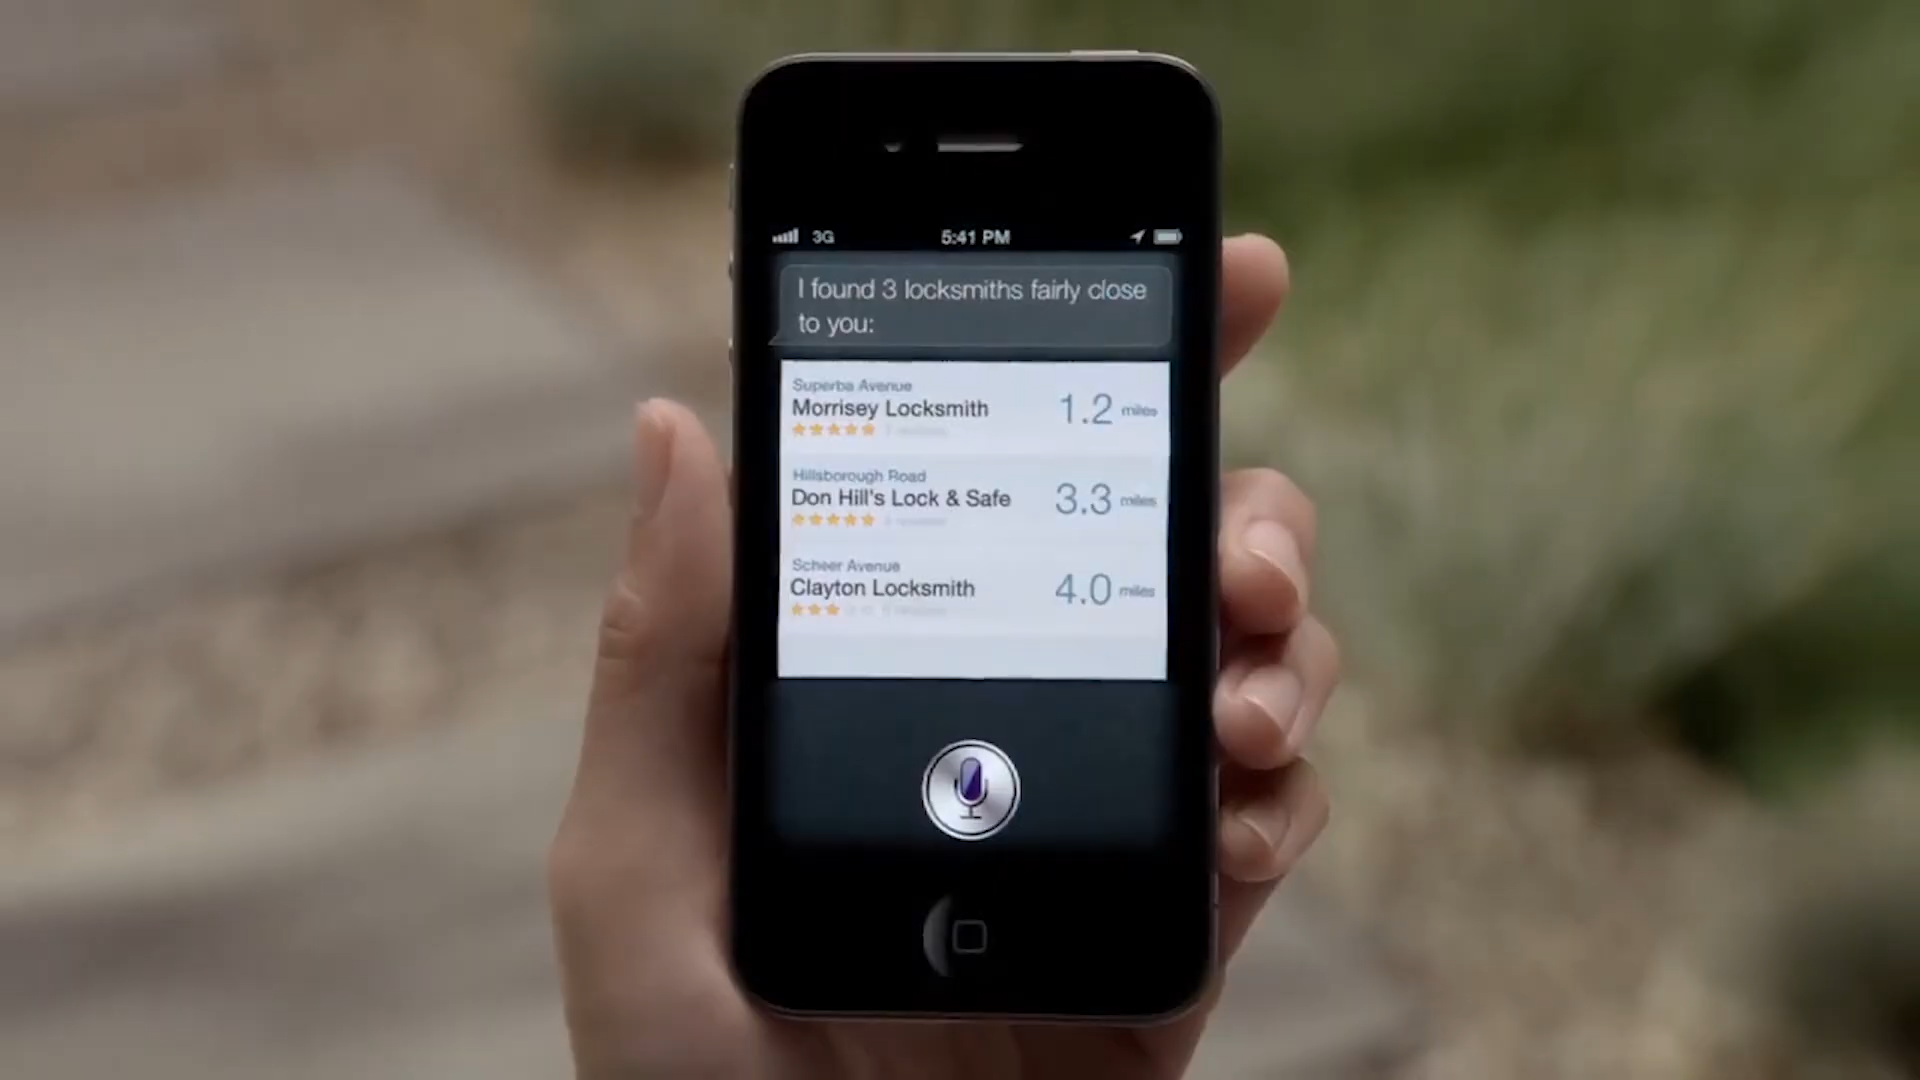 3G
5:41 PM
I found 3 locksmiths fairly close
to you:
Superba Avenue
Morrisey Locksmith
1.2 miles
Hillsborough Road
Don Hill's Lock & Safe
3.3 miles
Scheer Avenue
Clayton Locksmith
4.0 miles